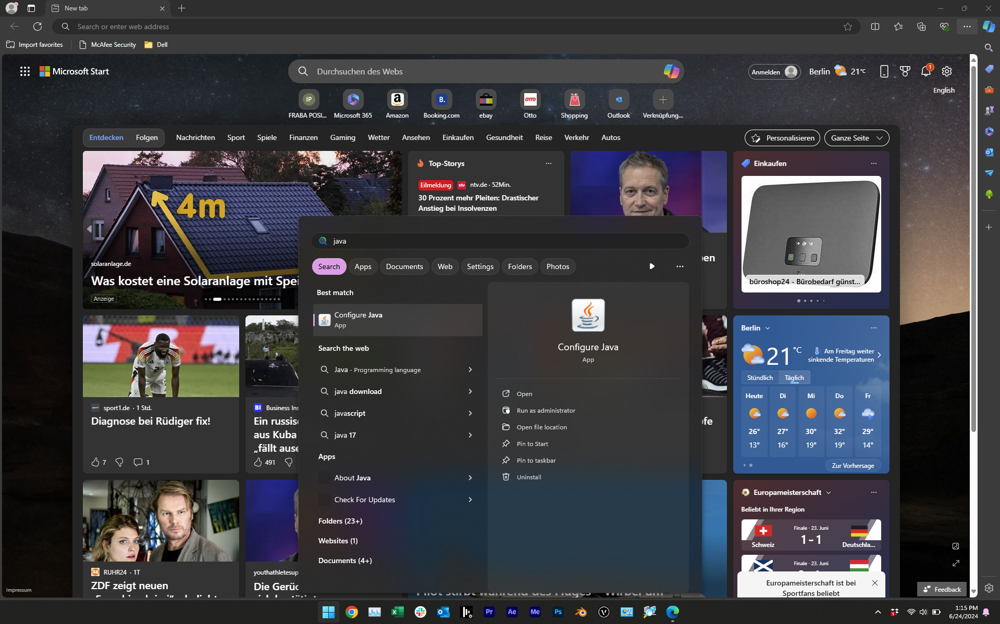 New tab
Search or enter web address
Import favorites
McAfee Security
Dell
Microsoft Start
Durchsuchen des Webs
Anmelden
Berlin
21°C
1
English
IP
FRABA POSI...
Microsoft 365
Amazon
B.
Booking.com
ebay
OTTO
Otto
Shopping
Outlook
Verknüpfung...
Entdecken
Folgen
Nachrichten
Sport
Spiele
Finanzen
Gaming
Wetter
Ansehen
Einkaufen
Gesundheit
Reise
Verkehr
Autos
Personalisieren
Ganze Seite
4m
solaranlage.de
Was kostet eine Solaranlage mit Spei
Anzeige
Top-Storys
Eilmeldung
ntv
ntv.de · 52Min.
30 Prozent mehr Pleiten: Drastischer
Anstieg bei Insolvenzen
Einkaufen
büroshop24 - Bürobedarf günst...
java
Search
Apps
Documents
Web
Settings
Folders
Photos
Best match
Configure Java
App
Search the web
Java - Programming language
java download
javascript
java 17
Apps
About Java
Check For Updates
Folders (23+)
Websites (1)
Documents (4+)
Configure Java
App
Open
Run as administrator
Open file location
Pin to Start
Pin to taskbar
Uninstall
sport1.de · 1 Std.
Diagnose bei Rüdiger fix!
7
1
BI
Business Ins
Ein russisc
aus Kuba
„fällt ause
491
Berlin
21 °C
Am Freitag weiter
sinkende Temperaturen
Stündlich
Täglich
Heute
Di
Mi
Do
Fr
26°
27°
30°
32°
29°
13°
16°
19°
19°
14°
Zur Vorhersage
24
RUHR24 · 1T
ZDF zeigt neuen
youthathletesup
Die Gerüc
Europameisterschaft
Beliebt in Ihrer Region
Finale · 23. Juni
1 - 1
Schweiz
Deutschla...
Finale · 23. Juni
Europameisterschaft ist bei
Sportfans beliebt
Impressum
Feedback
Pr
Ae
Me
Ps
1:15 PM
6/24/2024